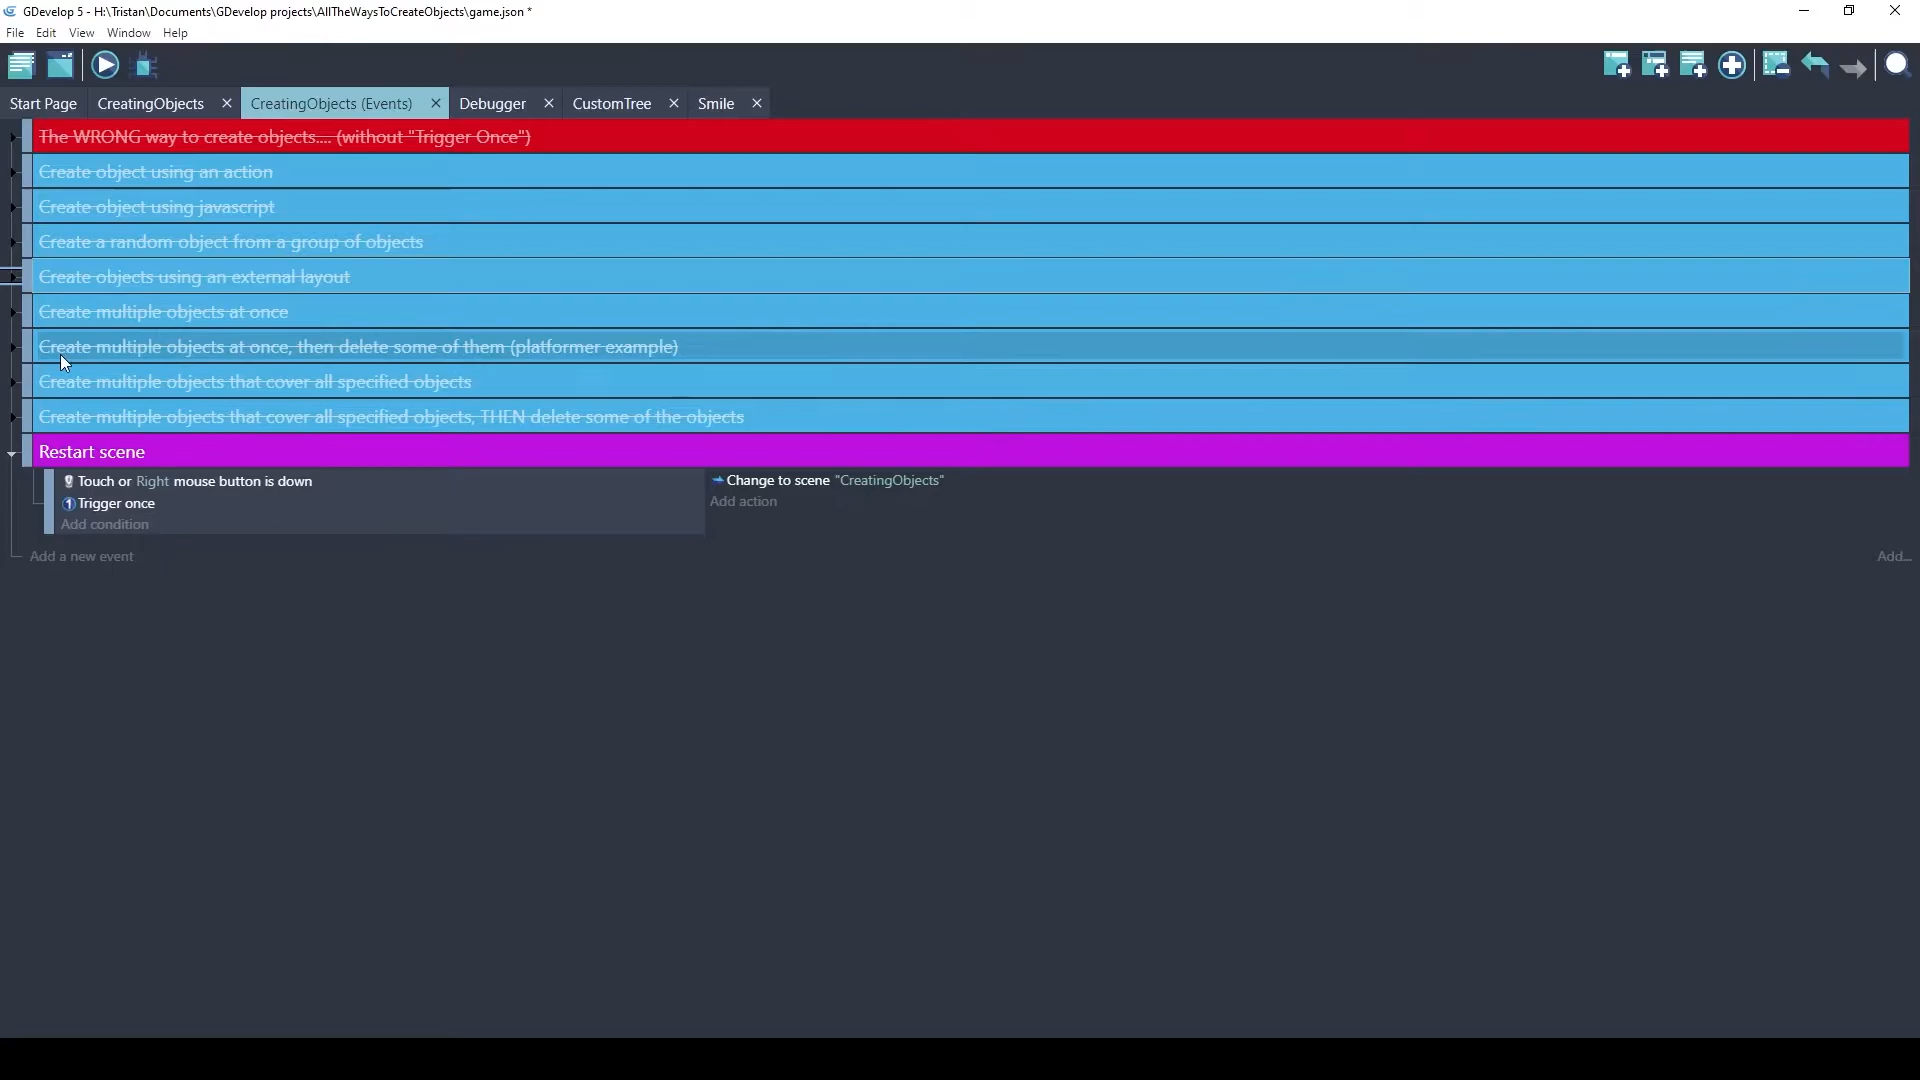 GDevelop 5 - H:\Tristan\Documents\GDevelop projects\AllTheWaysToCreateObjects\game.json *
File Edit View Window Help
Start Page CreatingObjects CreatingObjects (Events) Debugger CustomTree Smile
The WRONG way to create objects.... (without "Trigger Once")
Create object using an action
Create object using javascript
Create a random object from a group of objects
Create objects using an external layout
Create multiple objects at once
Create multiple objects at once, then delete some of them (platformer example)
Create multiple objects that cover all specified objects
Create multiple objects that cover all specified objects, THEN delete some of the objects
Restart scene
Touch or Right mouse button is down
Change to scene "CreatingObjects"
Trigger once
Add action
Add condition
Add a new event
Add...